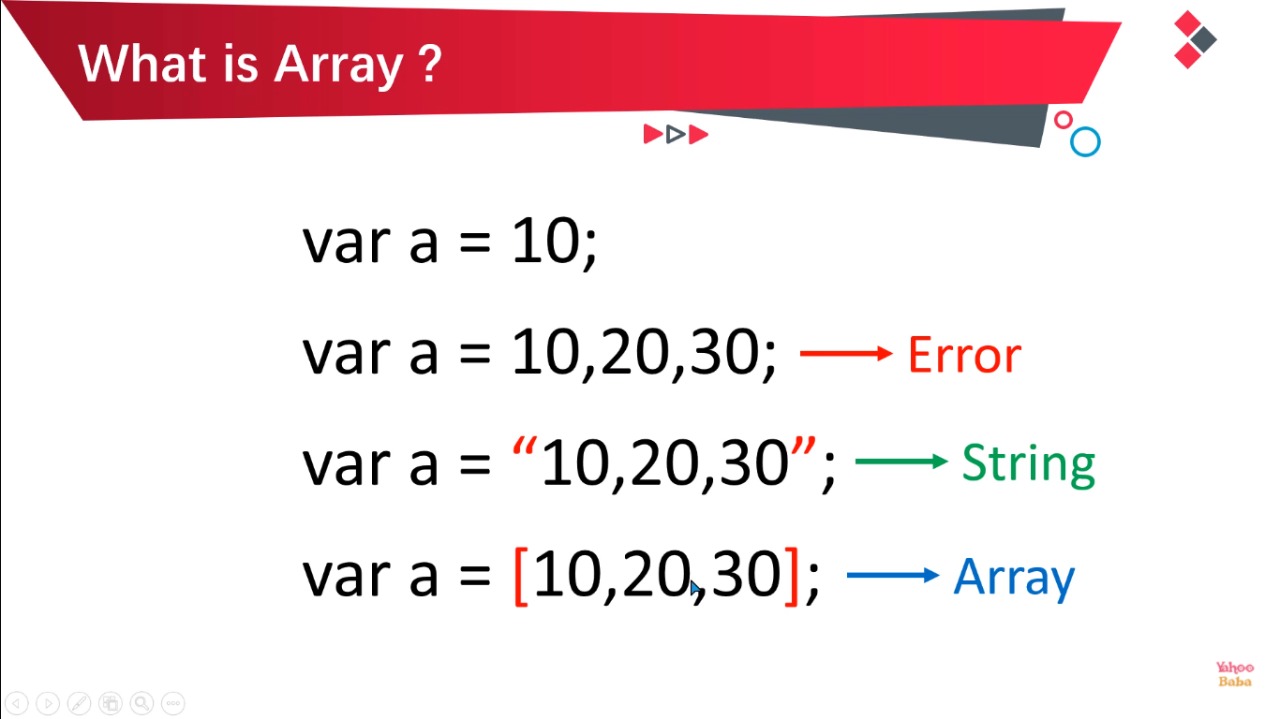 What is Array ?
var a = 10;
var a = 10,20,30; Error
var a = “10,20,30”; String
var a = [10,20,30]; Array
Yahoo
Baba